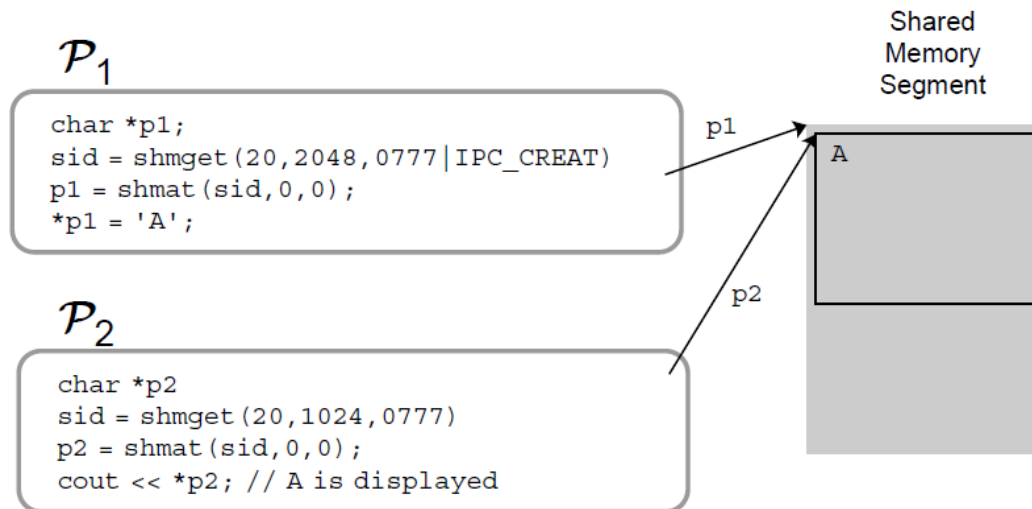 P1
char *p1;
sid = shmget(20,2048,0777|IPC_CREAT)
p1 = shmat(sid,0,0);
*p1 = 'A';
p1
Shared
Memory
Segment
A
p2
P2
char *p2
sid = shmget(20,1024,0777)
p2 = shmat(sid,0,0);
cout << *p2; // A is displayed